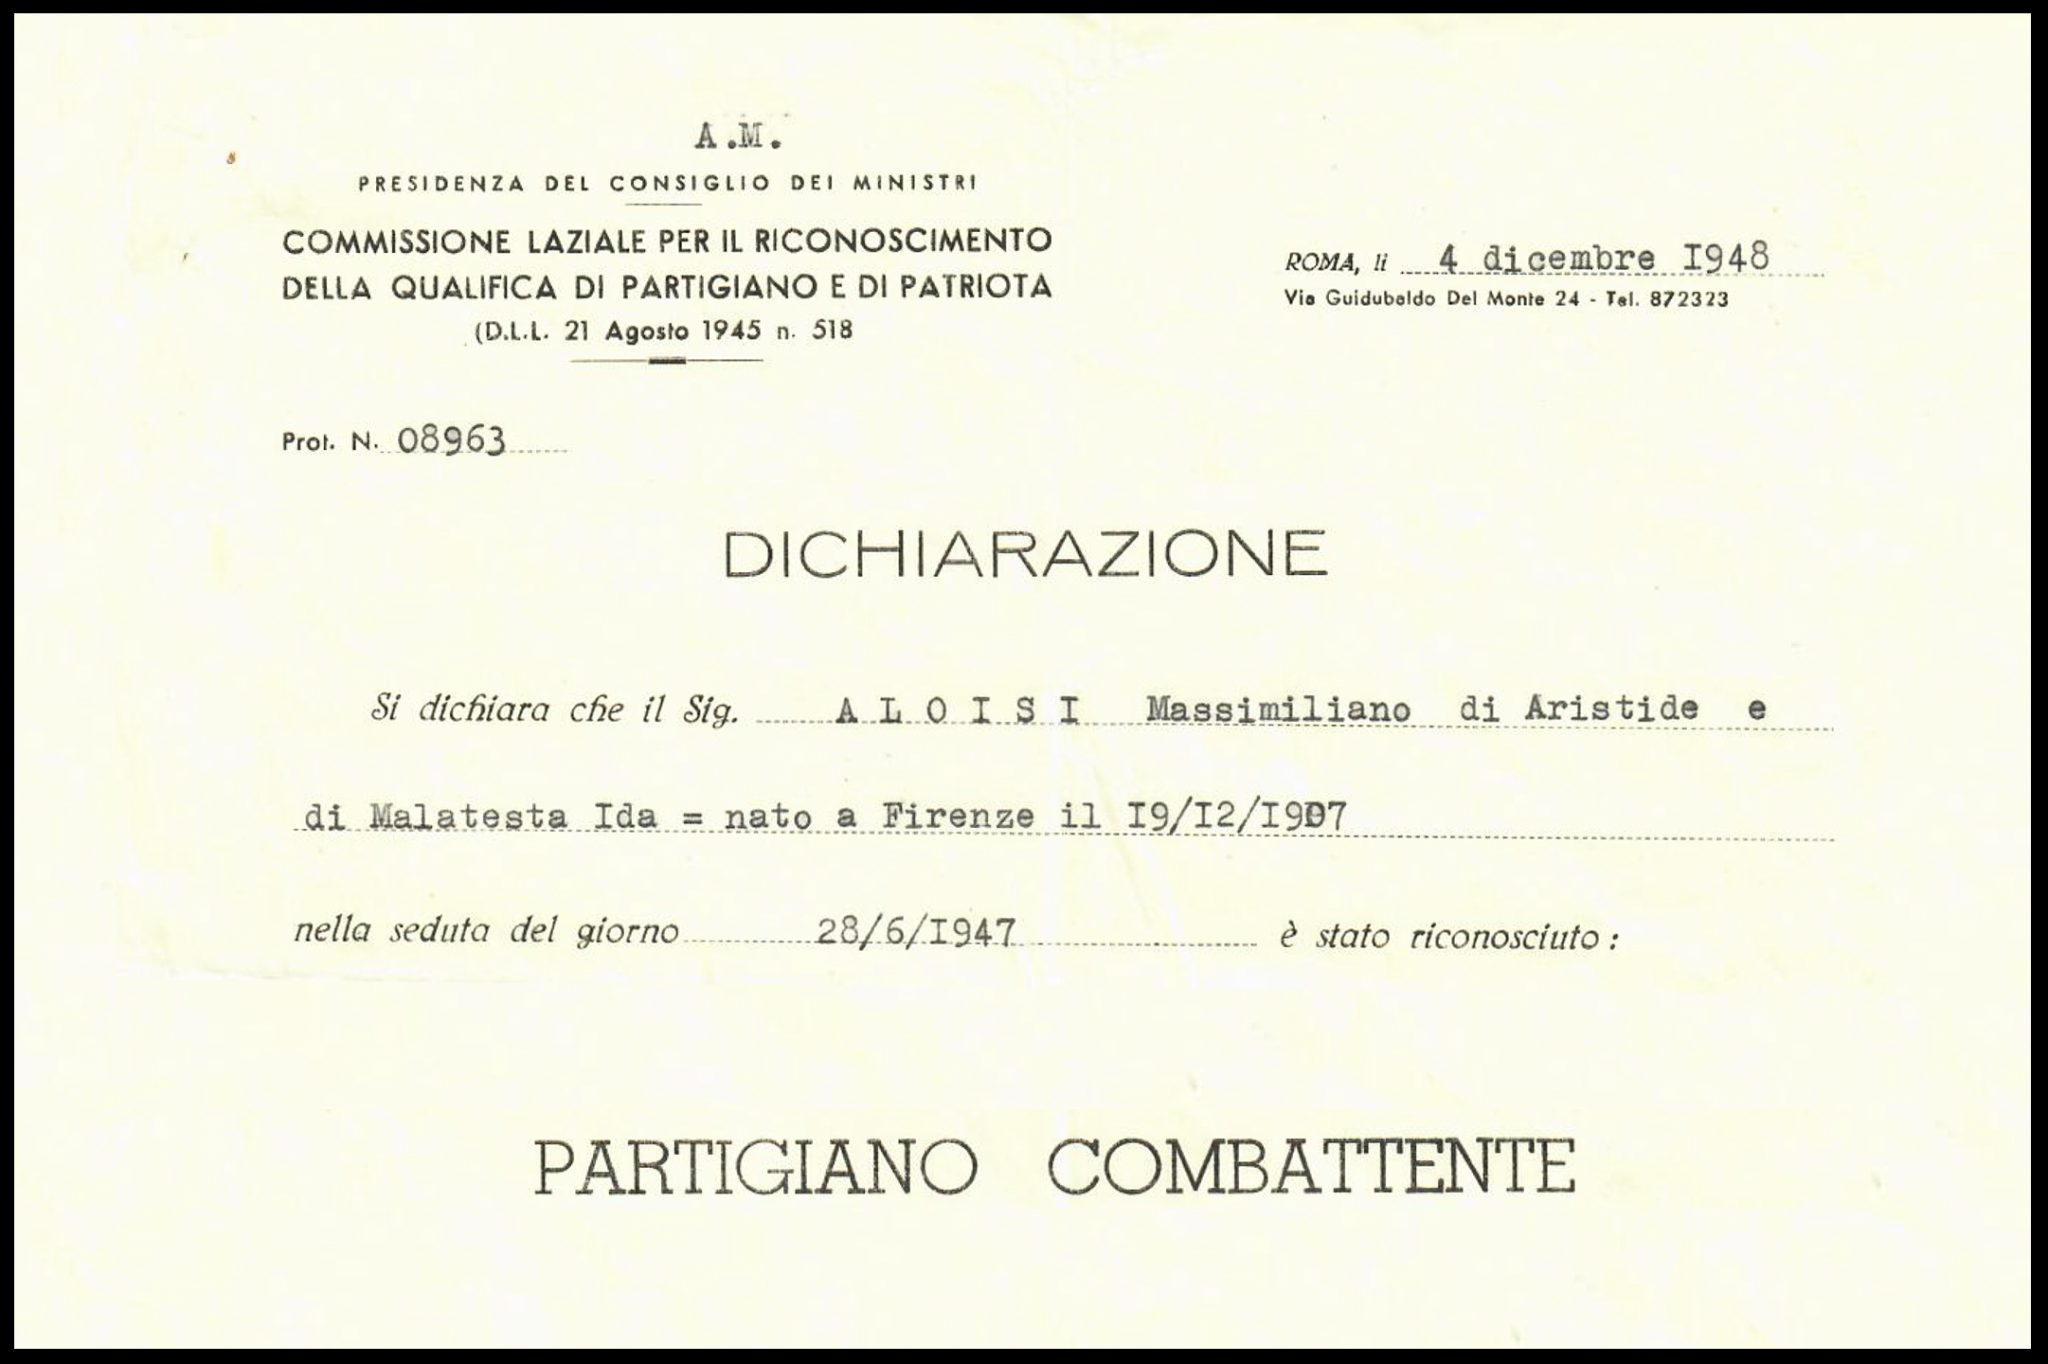 A.M.
PRESIDENZA DEL CONSIGLIO DEI MINISTRI
COMMISSIONE LAZIALE PER IL RICONOSCIMENTO
DELLA QUALIFICA DI PARTIGIANO E DI PATRIOTA
(D.L.L. 21 Agosto 1945 n. 518
ROMA, li 4 dicembre I948
Via Guidubaldo Del Monte 24 - Tel. 872323
Prot. N. 08963
DICHIARAZIONE
Si dichiara che il Sig. A L O I S I Massimiliano di Aristide e
di Malatesta Ida = nato a Firenze il I9/I2/I907
nella seduta del giorno 28/6/I947 è stato riconosciuto :
PARTIGIANO COMBATTENTE